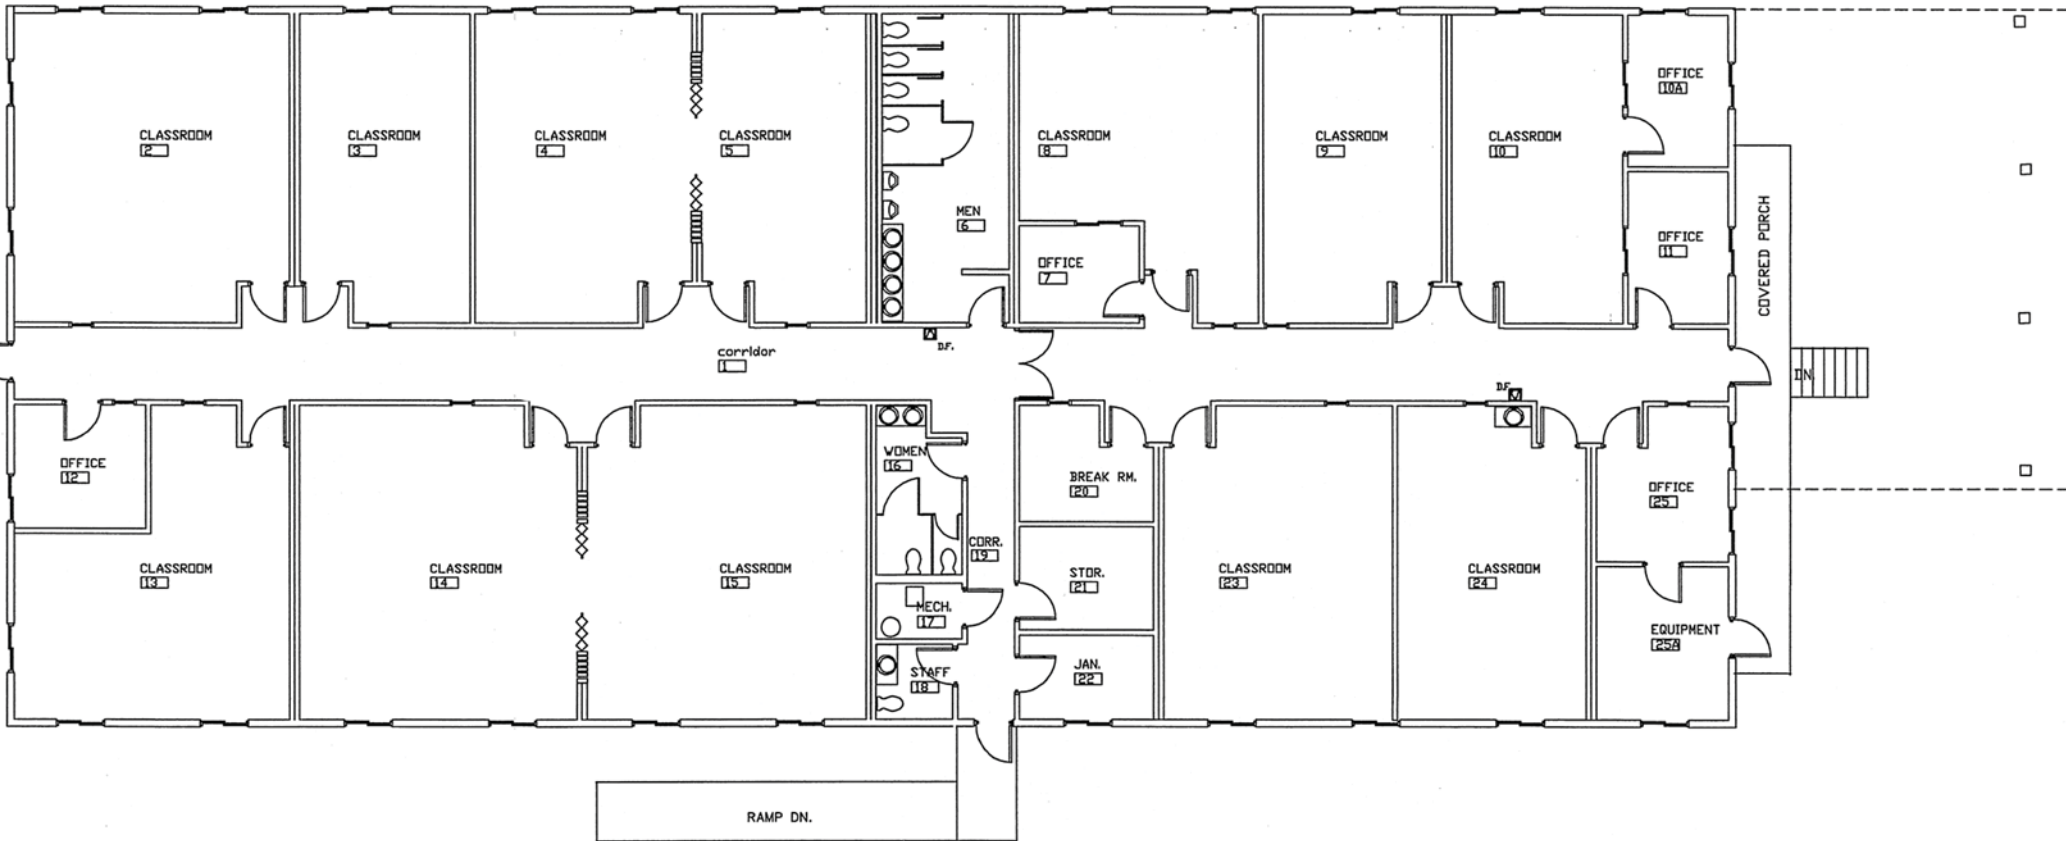 CLASSROOM
2
CLASSROOM
3
CLASSROOM
4
CLASSROOM
5
MEN
6
OFFICE
7
CLASSROOM
8
CLASSROOM
9
CLASSROOM
10
OFFICE
10A
OFFICE
11
COVERED PORCH
corridor
1
D.F.
D.F.
DN
OFFICE
12
CLASSROOM
13
CLASSROOM
14
CLASSROOM
15
WOMEN
16
MECH.
17
STAFF
18
CORR.
19
BREAK RM.
20
STOR.
21
JAN.
22
CLASSROOM
23
CLASSROOM
24
OFFICE
25
EQUIPMENT
25A
RAMP DN.